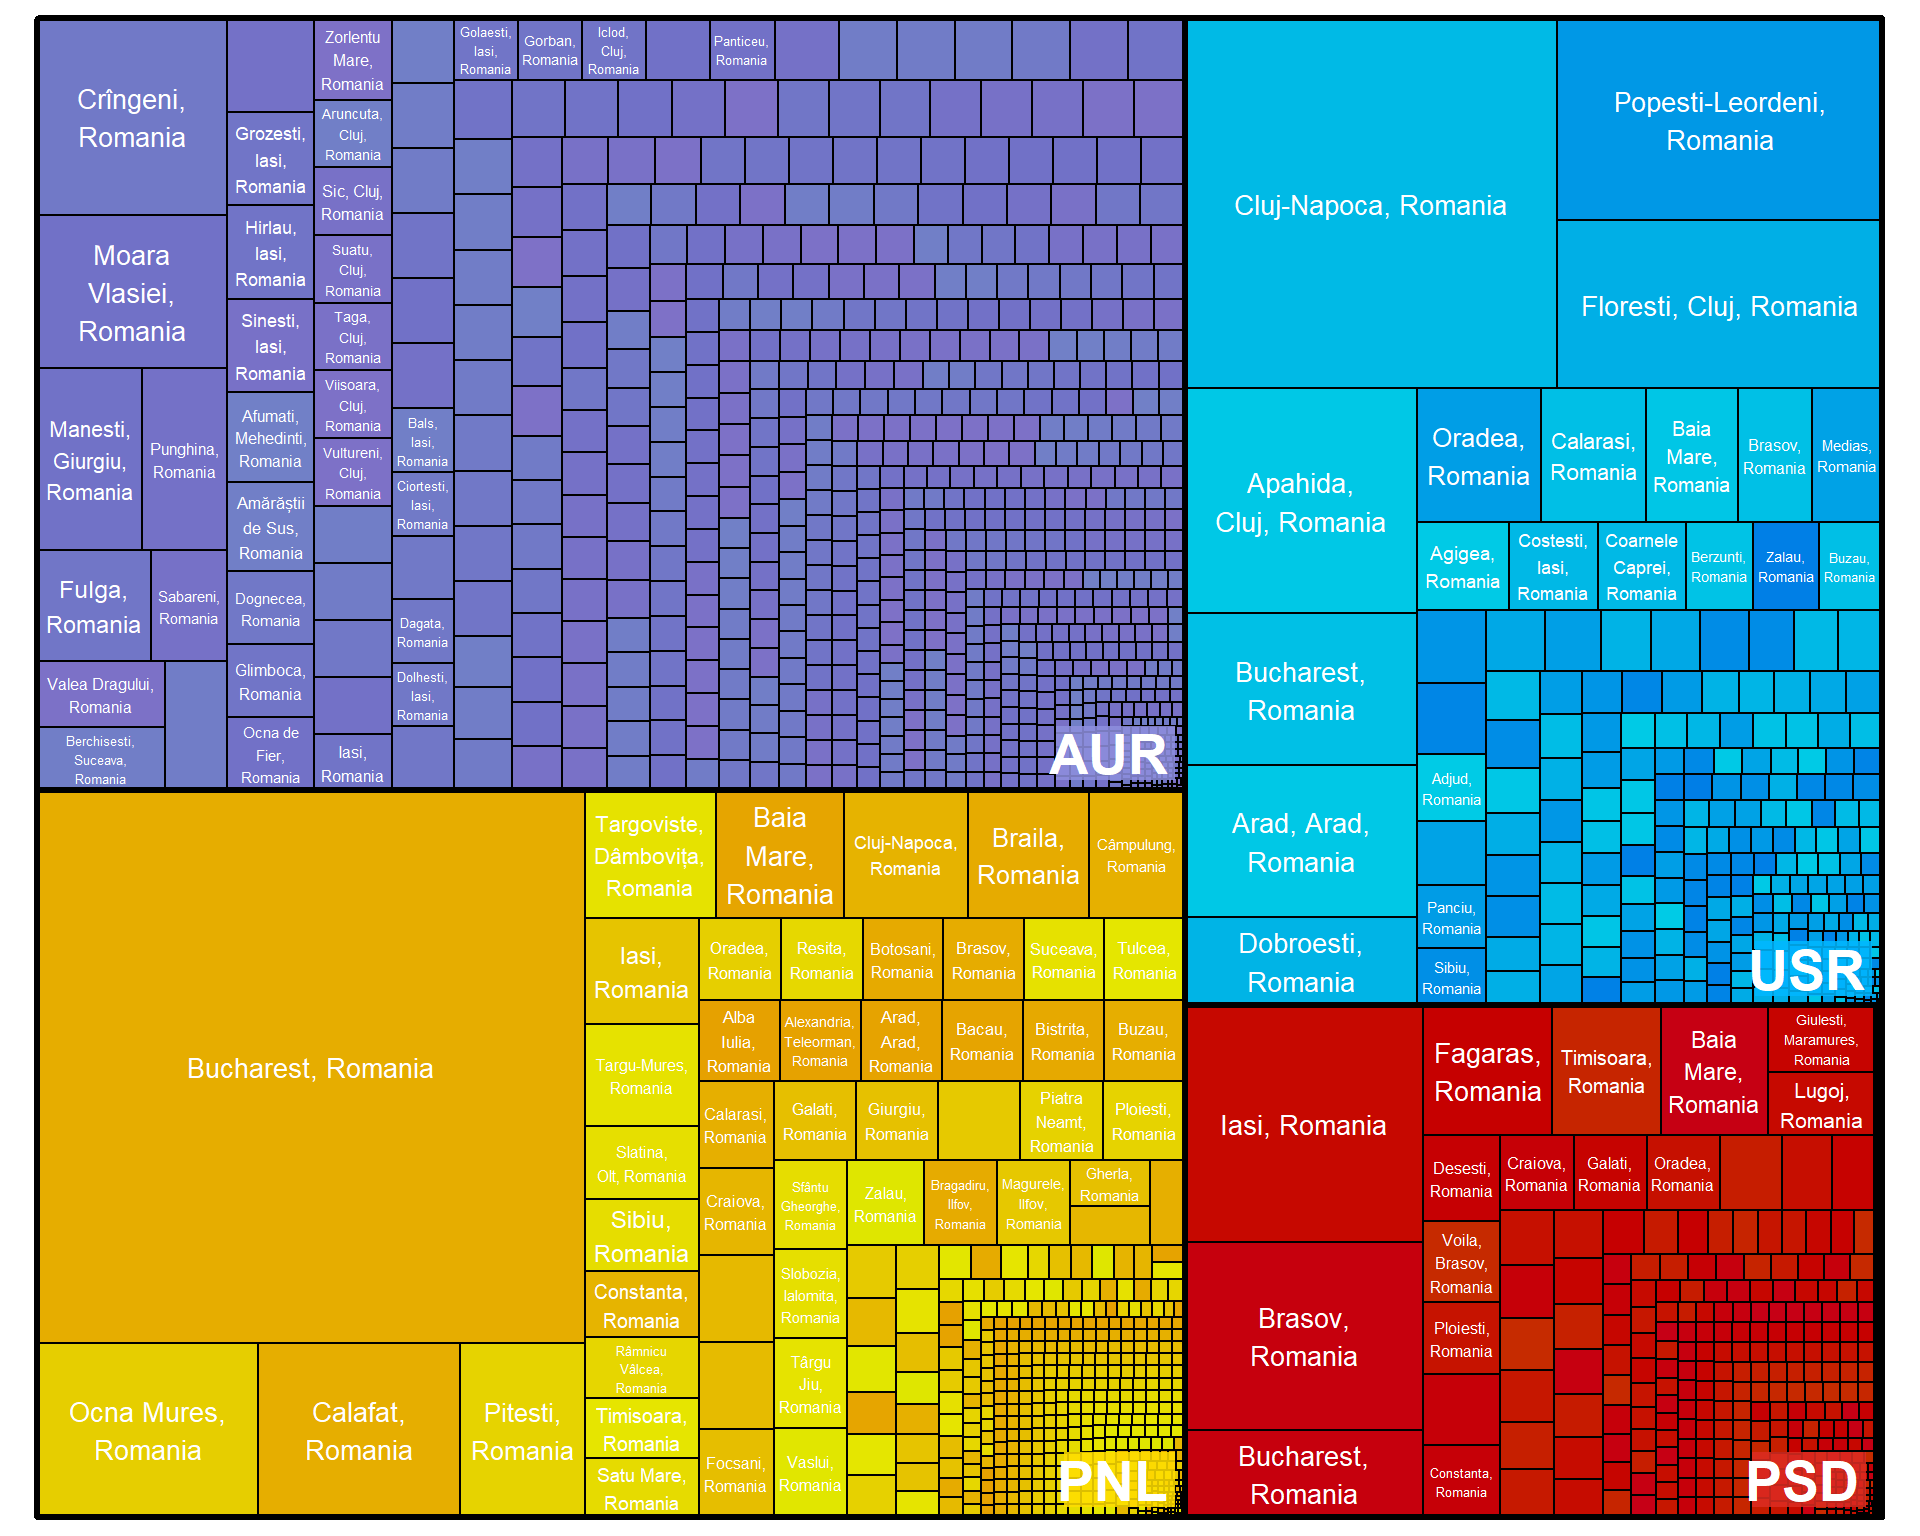 Crîngeni,
Romania
Moara
Vlasiei,
Romania
Manesti,
Giurgiu,
Romania
Punghina,
Romania
Fulga,
Romania
Sabareni,
Romania
Valea Dragului,
Romania
Berchisesti,
Suceava,
Romania
Grozesti,
Iasi,
Romania
Hirlau,
Iasi,
Romania
Sinesti,
Iasi,
Romania
Afumati,
Mehedinti,
Romania
Amărăștii
de Sus,
Romania
Dognecea,
Romania
Glimboca,
Romania
Ocna de
Fier,
Romania
Zorlentu
Mare,
Romania
Aruncuta,
Cluj,
Romania
Sic, Cluj,
Romania
Suatu,
Cluj,
Romania
Taga,
Cluj,
Romania
Viisoara,
Cluj,
Romania
Vultureni,
Cluj,
Romania
Iasi,
Romania
Bals,
Iasi,
Romania
Ciortesti,
Iasi,
Romania
Dagata,
Romania
Dolhesti,
Iasi,
Romania
Golaesti,
Iasi,
Romania
Gorban,
Romania
Iclod,
Cluj,
Romania
Panticeu,
Romania
AUR
Cluj-Napoca, Romania
Popesti-Leordeni,
Romania
Floresti, Cluj, Romania
Apahida,
Cluj, Romania
Bucharest,
Romania
Arad, Arad,
Romania
Dobroesti,
Romania
Oradea,
Romania
Calarasi,
Romania
Baia
Mare,
Romania
Brasov,
Romania
Medias,
Romania
Agigea,
Romania
Costesti,
Iasi,
Romania
Coarnele
Caprei,
Romania
Berzunti,
Romania
Zalau,
Romania
Buzau,
Romania
Adjud,
Romania
Panciu,
Romania
Sibiu,
Romania
USR
Bucharest, Romania
Ocna Mures,
Romania
Calafat,
Romania
Pitesti,
Romania
Targoviste,
Dâmbovița,
Romania
Baia
Mare,
Romania
Cluj-Napoca,
Romania
Braila,
Romania
Câmpulung,
Romania
Iasi,
Romania
Targu-Mures,
Romania
Slatina,
Olt, Romania
Sibiu,
Romania
Constanta,
Romania
Râmnicu
Vâlcea,
Romania
Timisoara,
Romania
Satu Mare,
Romania
Oradea,
Romania
Resita,
Romania
Botosani,
Romania
Brasov,
Romania
Suceava,
Romania
Tulcea,
Romania
Alba
Iulia,
Romania
Alexandria,
Teleorman,
Romania
Arad,
Arad,
Romania
Bacau,
Romania
Bistrita,
Romania
Buzau,
Romania
Calarasi,
Romania
Craiova,
Romania
Focsani,
Romania
Galati,
Romania
Giurgiu,
Romania
Piatra
Neamt,
Romania
Ploiesti,
Romania
Sfântu
Gheorghe,
Romania
Slobozia,
Ialomita,
Romania
Târgu
Jiu,
Romania
Vaslui,
Romania
Zalau,
Romania
Bragadiru,
Ilfov,
Romania
Magurele,
Ilfov,
Romania
Gherla,
Romania
PNL
Iasi, Romania
Brasov,
Romania
Bucharest,
Romania
Fagaras,
Romania
Timisoara,
Romania
Baia
Mare,
Romania
Giulesti,
Maramures,
Romania
Lugoj,
Romania
Desesti,
Romania
Voila,
Brasov,
Romania
Ploiesti,
Romania
Constanta,
Romania
Craiova,
Romania
Galati,
Romania
Oradea,
Romania
PSD